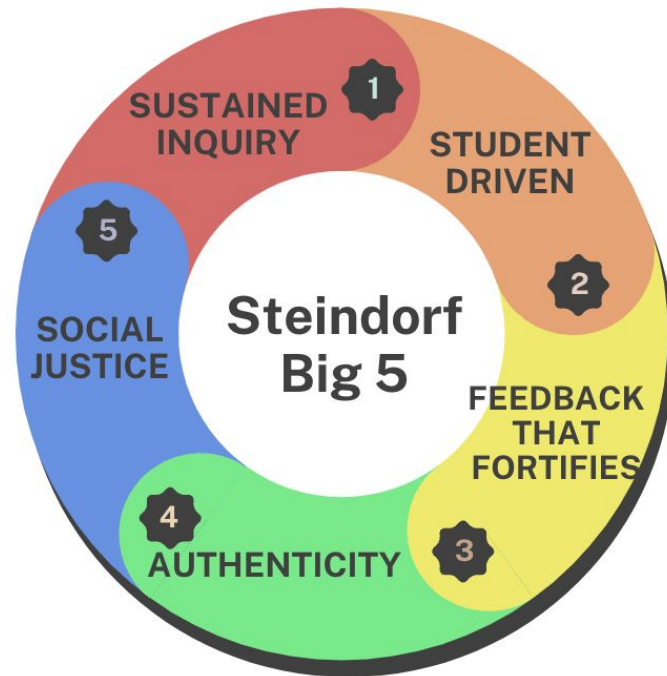 Steindorf
Big 5
1
SUSTAINED
INQUIRY
STUDENT
DRIVEN
2
FEEDBACK
THAT
FORTIFIES
3
AUTHENTICITY
4
SOCIAL
JUSTICE
5